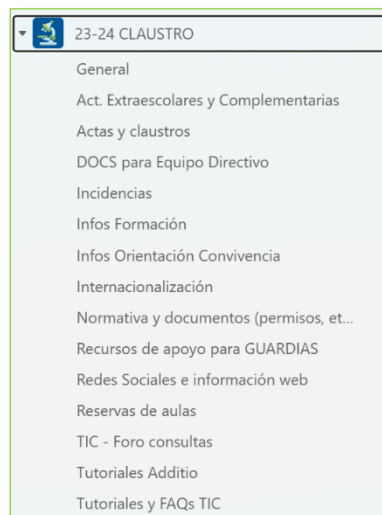 23-24 CLAUSTRO
General
Act. Extraescolares y Complementarias
Actas y claustros
DOCS para Equipo Directivo
Incidencias
Infos Formación
Infos Orientación Convivencia
Internacionalización
Normativa y documentos (permisos, et...
Recursos de apoyo para GUARDIAS
Redes Sociales e información web
Reservas de aulas
TIC - Foro consultas
Tutoriales Additio
Tutoriales y FAQs TIC